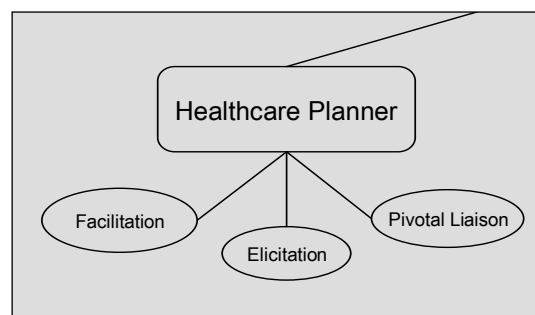 Healthcare Planner
Facilitation
Elicitation
Pivotal Liaison